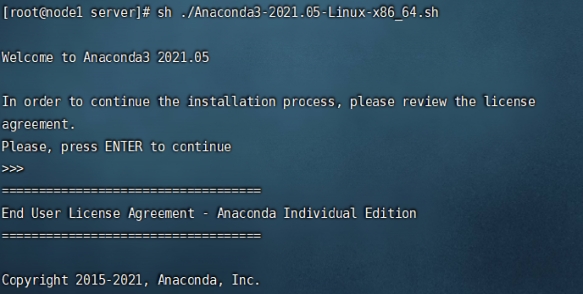 [root@node1 server]# sh ./Anaconda3-2021.05-Linux-x86_64.sh
Welcome to Anaconda3 2021.05
In order to continue the installation process, please review the license
agreement.
Please, press ENTER to continue
>>>
===================================
End User License Agreement - Anaconda Individual Edition
===================================
Copyright 2015-2021, Anaconda, Inc.